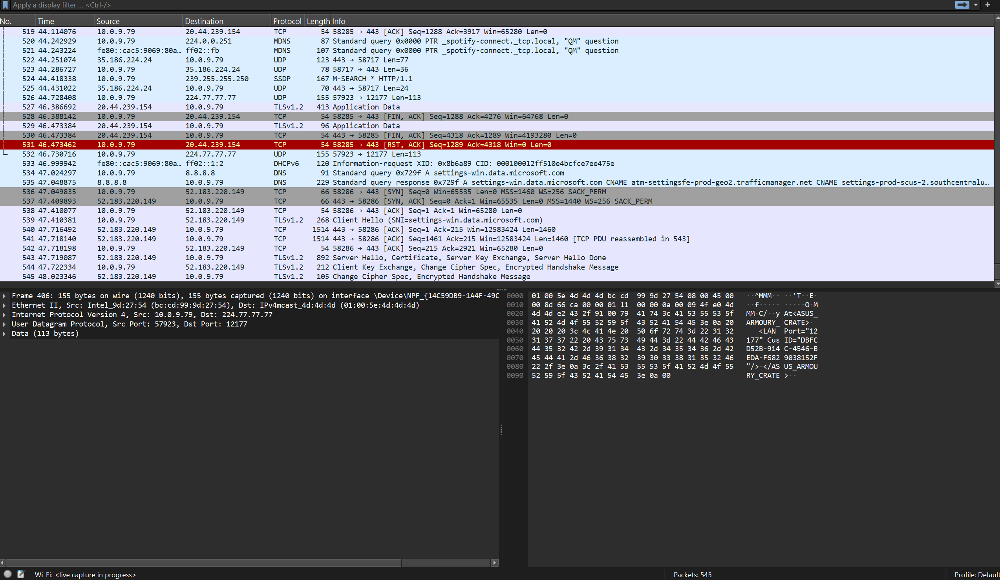 Apply a display filter ... <Ctrl-/>
No. Time Source Destination Protocol Length Info
519 44.114076 10.0.9.79 20.44.239.154 TCP 54 58285 → 443 [ACK] Seq=1288 Ack=3917 Win=65280 Len=0
520 44.242929 10.0.9.79 224.0.0.251 MDNS 87 Standard query 0x0000 PTR _spotify-connect._tcp.local, "QM" question
521 44.243224 fe80::cac5:9069:80a… ff02::fb MDNS 107 Standard query 0x0000 PTR _spotify-connect._tcp.local, "QM" question
522 44.251074 35.186.224.24 10.0.9.79 UDP 123 443 → 58717 Len=77
523 44.286727 10.0.9.79 35.186.224.24 UDP 78 58717 → 443 Len=36
524 44.418338 10.0.9.79 239.255.255.250 SSDP 167 M-SEARCH * HTTP/1.1
525 44.431022 35.186.224.24 10.0.9.79 UDP 70 443 → 58717 Len=24
526 44.728408 10.0.9.79 224.77.77.77 UDP 155 57923 → 12177 Len=113
527 46.386692 20.44.239.154 10.0.9.79 TLSv1.2 413 Application Data
528 46.388142 10.0.9.79 20.44.239.154 TCP 54 58285 → 443 [FIN, ACK] Seq=1288 Ack=4276 Win=64768 Len=0
529 46.473384 20.44.239.154 10.0.9.79 TLSv1.2 96 Application Data
530 46.473384 20.44.239.154 10.0.9.79 TCP 54 443 → 58285 [FIN, ACK] Seq=4318 Ack=1289 Win=4193280 Len=0
531 46.473462 10.0.9.79 20.44.239.154 TCP 54 58285 → 443 [RST, ACK] Seq=1289 Ack=4318 Win=0 Len=0
532 46.730716 10.0.9.79 224.77.77.77 UDP 155 57923 → 12177 Len=113
533 46.999942 fe80::cac5:9069:80a… ff02::1:2 DHCPv6 120 Information-request XID: 0x8b6a89 CID: 000100012ff510e4bcfce7ee475e
534 47.024297 10.0.9.79 8.8.8.8 DNS 91 Standard query 0x729f A settings-win.data.microsoft.com
535 47.048875 8.8.8.8 10.0.9.79 DNS 229 Standard query response 0x729f A settings-win.data.microsoft.com CNAME atm-settingsfe-prod-geo2.trafficmanager.net CNAME settings-prod-scus-2.southcentralu…
536 47.049835 10.0.9.79 52.183.220.149 TCP 66 58286 → 443 [SYN] Seq=0 Win=65535 Len=0 MSS=1460 WS=256 SACK_PERM
537 47.409893 52.183.220.149 10.0.9.79 TCP 66 443 → 58286 [SYN, ACK] Seq=0 Ack=1 Win=65535 Len=0 MSS=1440 WS=256 SACK_PERM
538 47.410077 10.0.9.79 52.183.220.149 TCP 54 58286 → 443 [ACK] Seq=1 Ack=1 Win=65280 Len=0
539 47.410381 10.0.9.79 52.183.220.149 TLSv1.2 268 Client Hello (SNI=settings-win.data.microsoft.com)
540 47.716492 52.183.220.149 10.0.9.79 TCP 1514 443 → 58286 [ACK] Seq=1 Ack=215 Win=12583424 Len=1460
541 47.718140 52.183.220.149 10.0.9.79 TCP 1514 443 → 58286 [ACK] Seq=1461 Ack=215 Win=12583424 Len=1460 [TCP PDU reassembled in 543]
542 47.718198 10.0.9.79 52.183.220.149 TCP 54 58286 → 443 [ACK] Seq=215 Ack=2921 Win=65280 Len=0
543 47.719087 52.183.220.149 10.0.9.79 TLSv1.2 892 Server Hello, Certificate, Server Key Exchange, Server Hello Done
544 47.722334 10.0.9.79 52.183.220.149 TLSv1.2 212 Client Key Exchange, Change Cipher Spec, Encrypted Handshake Message
545 48.023346 52.183.220.149 10.0.9.79 TLSv1.2 105 Change Cipher Spec, Encrypted Handshake Message
Frame 406: 155 bytes on wire (1240 bits), 155 bytes captured (1240 bits) on interface \Device\NPF_{14C59DB9-1A4F-49C
Ethernet II, Src: Intel_9d:27:54 (bc:cd:99:9d:27:54), Dst: IPv4mcast_4d:4d:4d (01:00:5e:4d:4d:4d)
Internet Protocol Version 4, Src: 10.0.9.79, Dst: 224.77.77.77
User Datagram Protocol, Src Port: 57923, Dst Port: 12177
Data (113 bytes)
0000 01 00 5e 4d 4d 4d bc cd 99 9d 27 54 08 00 45 00 ··^MMM·· ··'T··E·
0010 00 8d 66 ca 00 00 01 11 00 00 0a 00 09 4f e0 4d ··f····· ·····O·M
0020 4d 4d e2 43 2f 91 00 79 41 74 3c 41 53 55 53 5f MM·C/··y At<ASUS_
0030 41 52 4d 4f 55 52 59 5f 43 52 41 54 45 3e 0a 20 ARMOURY_ CRATE>·
0040 20 20 20 3c 4c 41 4e 20 50 6f 72 74 3d 22 31 32 <LAN Port="12
0050 31 37 37 22 20 43 75 73 49 44 3d 22 44 42 46 43 177" Cus ID="DBFC
0060 44 35 32 42 2d 39 31 34 43 2d 34 35 34 36 2d 42 D52B-914 C-4546-B
0070 45 44 41 2d 46 36 38 32 39 30 33 38 31 35 32 46 EDA-F682 9038152F
0080 22 2f 3e 0a 3c 2f 41 53 55 53 5f 41 52 4d 4f 55 "/>·</AS US_ARMOU
0090 52 59 5f 43 52 41 54 45 3e 0a 00 RY_CRATE >··
Wi-Fi: <live capture in progress>
Packets: 545
Profile: Default